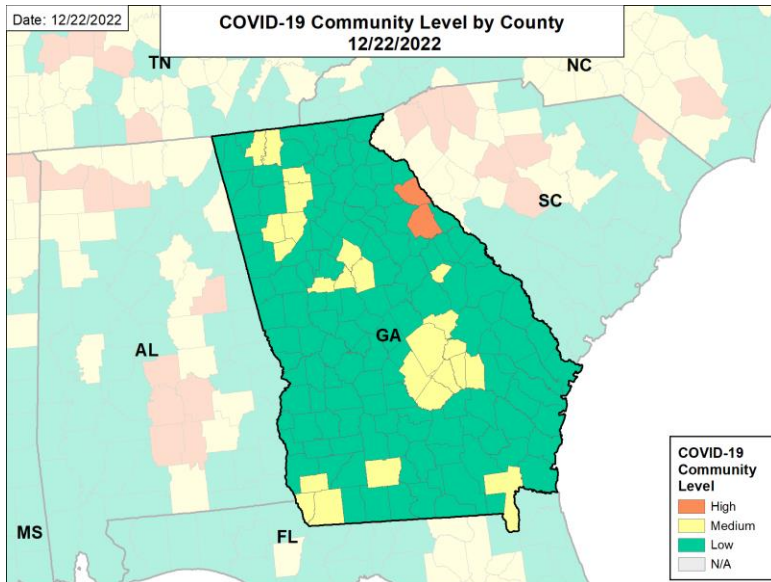 Date: 12/22/2022
COVID-19 Community Level by County
12/22/2022
TN
NC
SC
GA
AL
MS
FL
COVID-19
Community
Level
High
Medium
Low
N/A